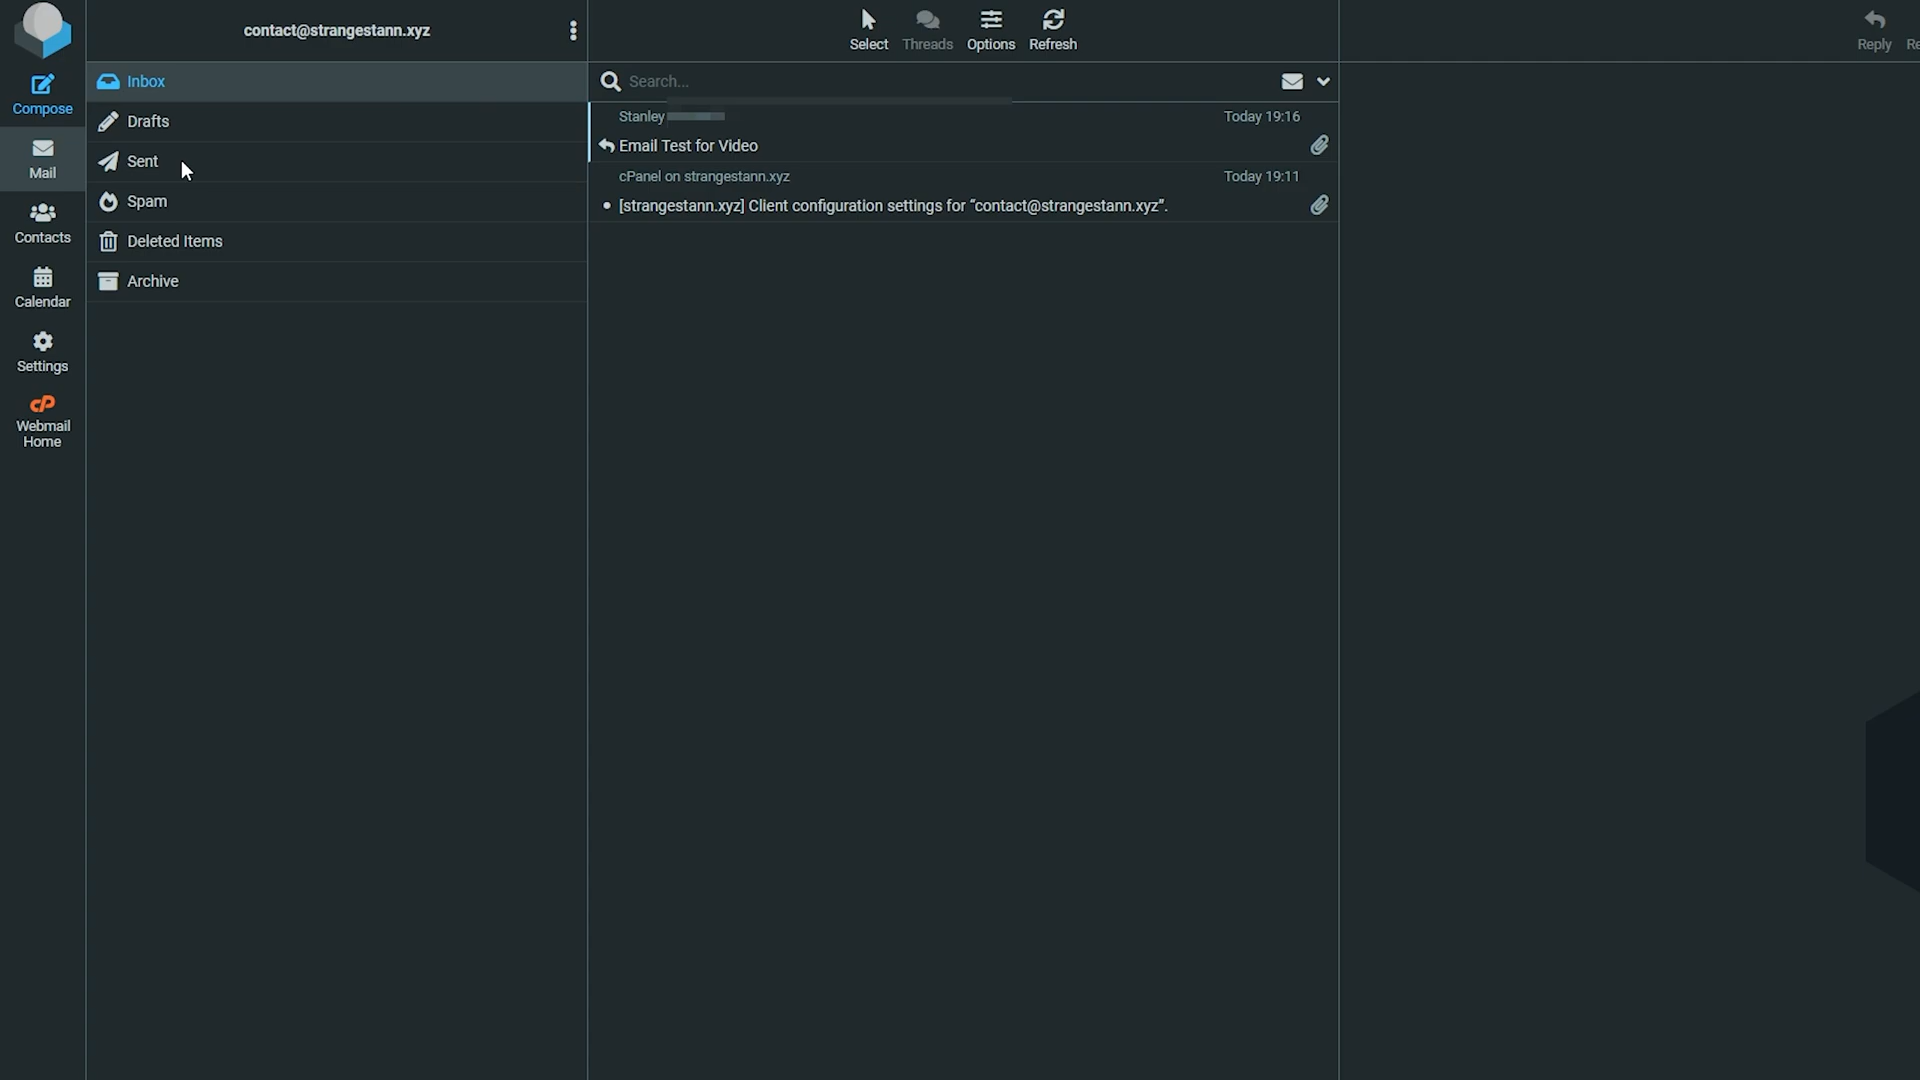 contact@strangestann.xyz
Select
Threads
Options
Refresh
Reply
Re
Compose
Mail
Contacts
Calendar
Settings
cP
Webmail
Home
Inbox
Drafts
Sent
Spam
Deleted Items
Archive
Search...
Stanley
Today 19:16
Email Test for Video
cPanel on strangestann.xyz
Today 19:11
[strangestann.xyz] Client configuration settings for “contact@strangestann.xyz”.